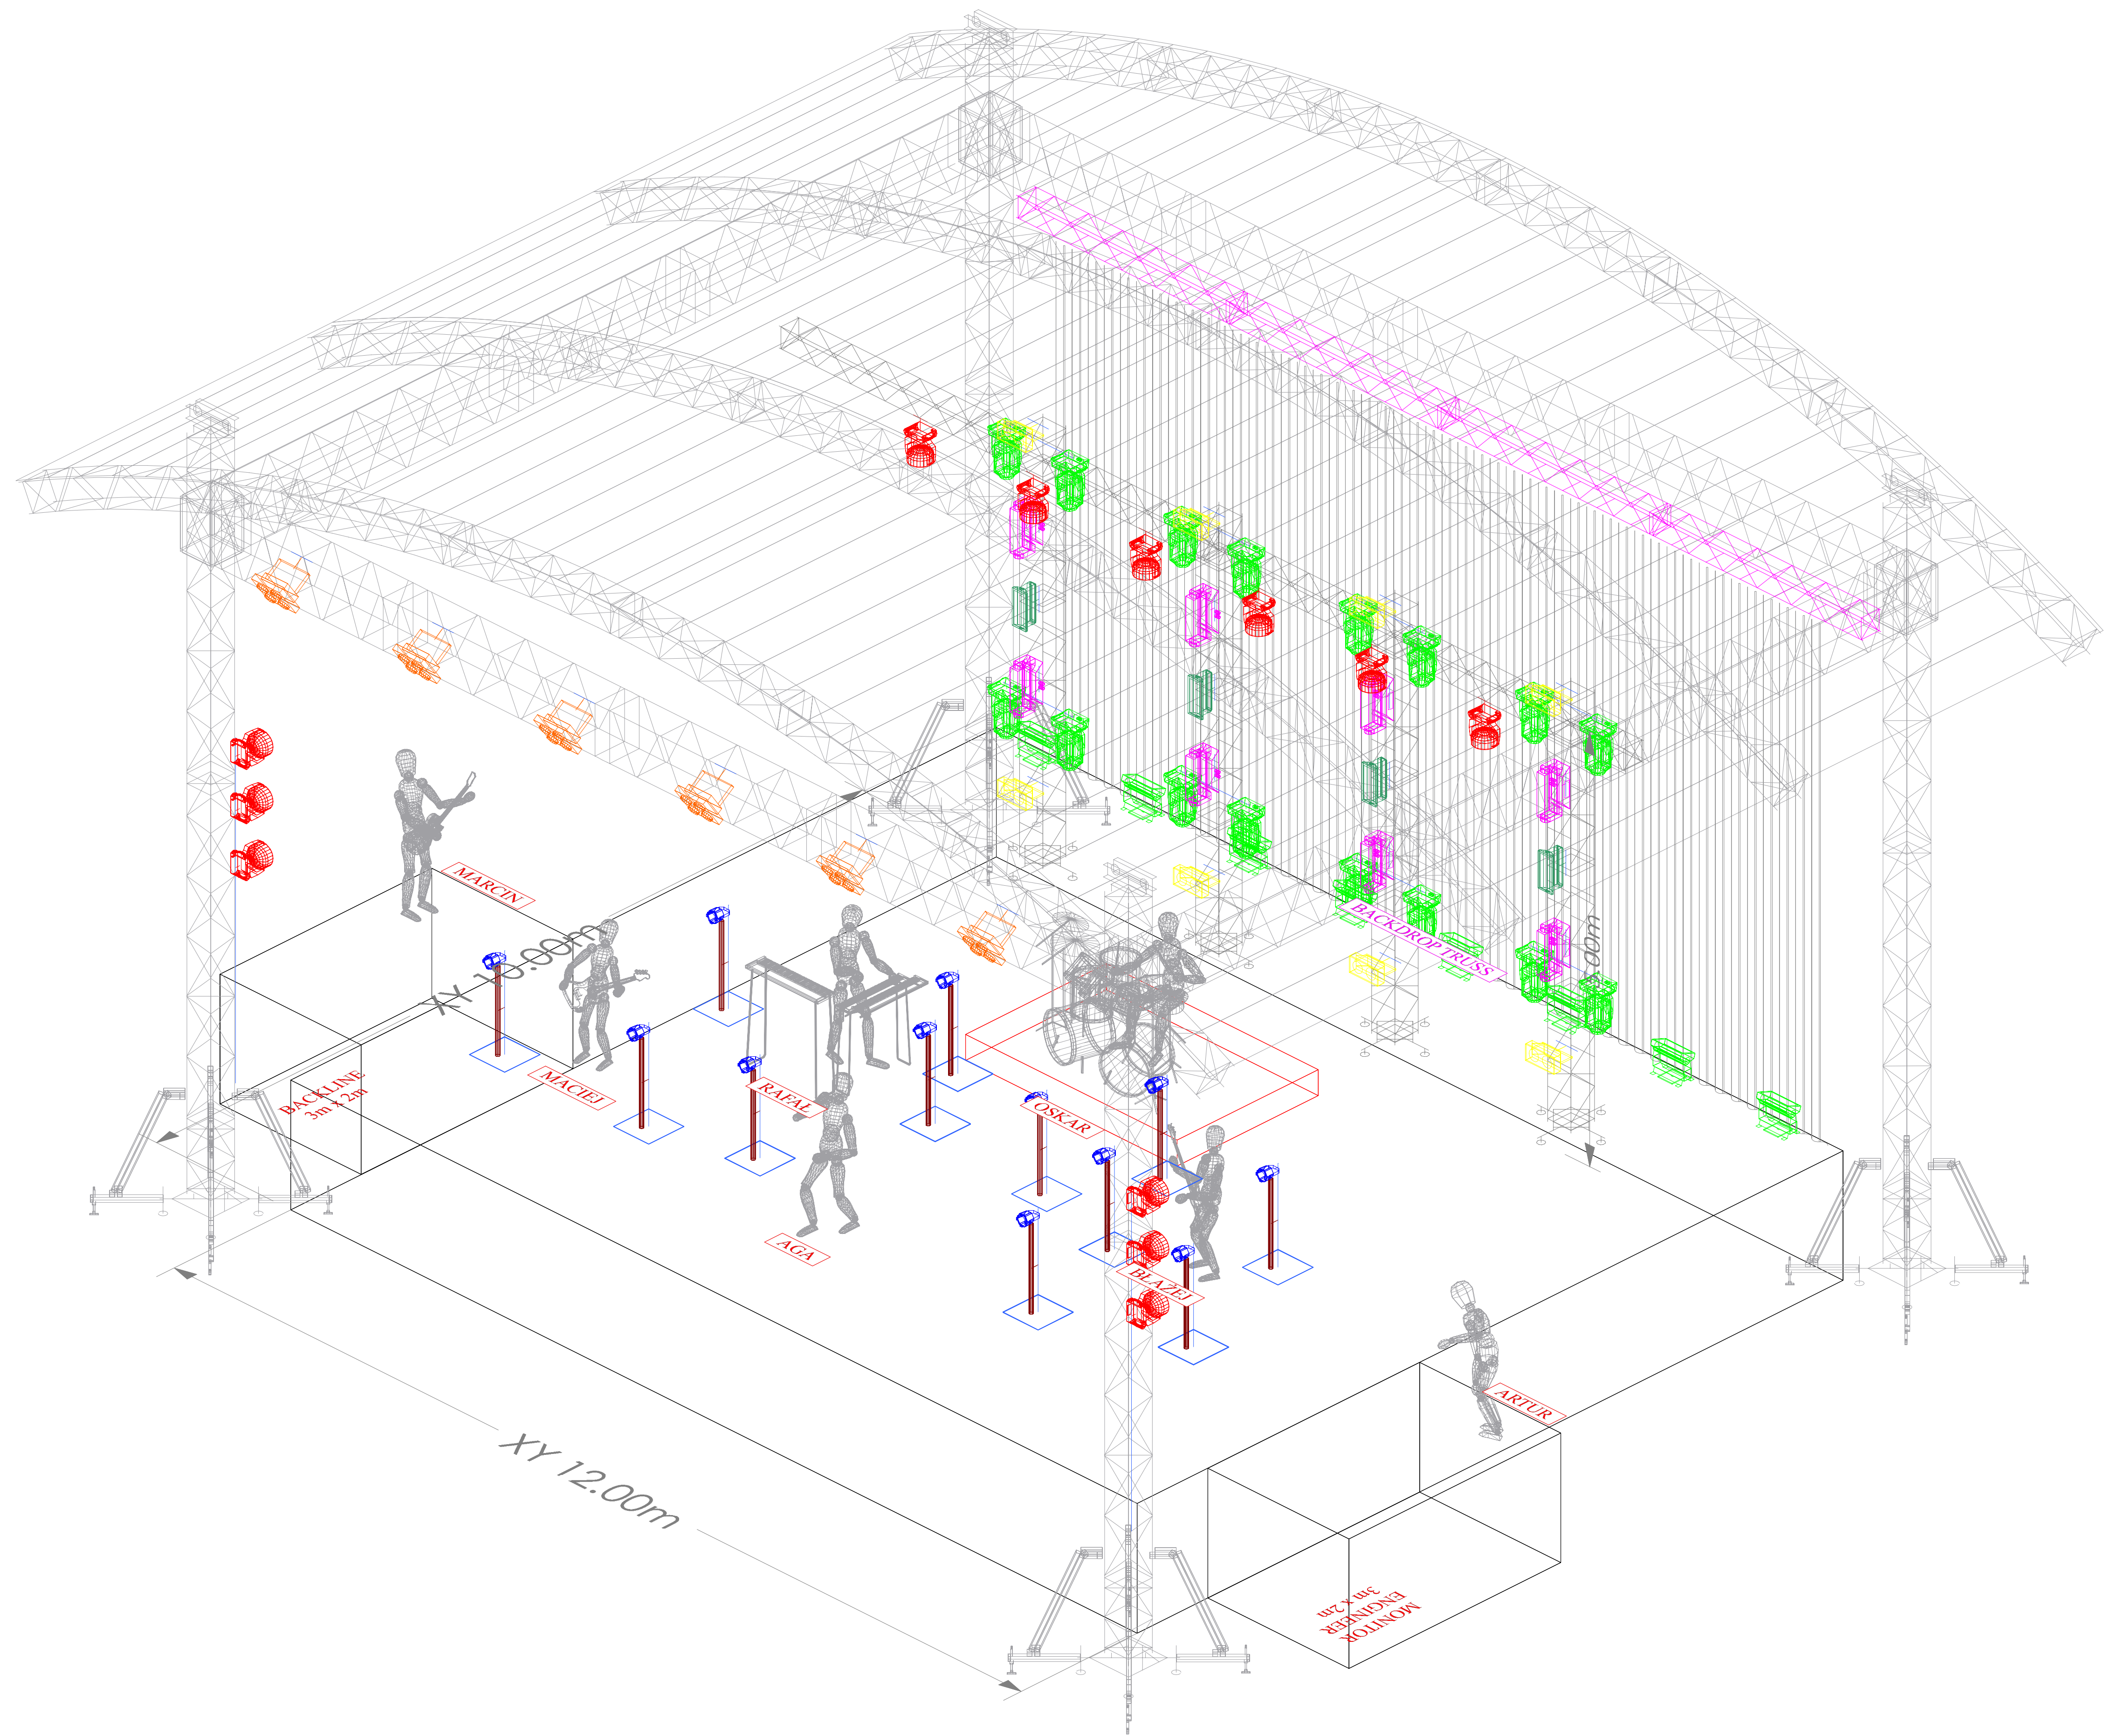 MARCIN
XY 10.00m
BACKLINE
3m x 2m
MACIEJ
RAFAŁ
OSKAR
AGA
BŁAŻEJ
BACKDROP TRUSS
ARTUR
XY 12.00m
MONITOR
ENGINEER
3m x 2m